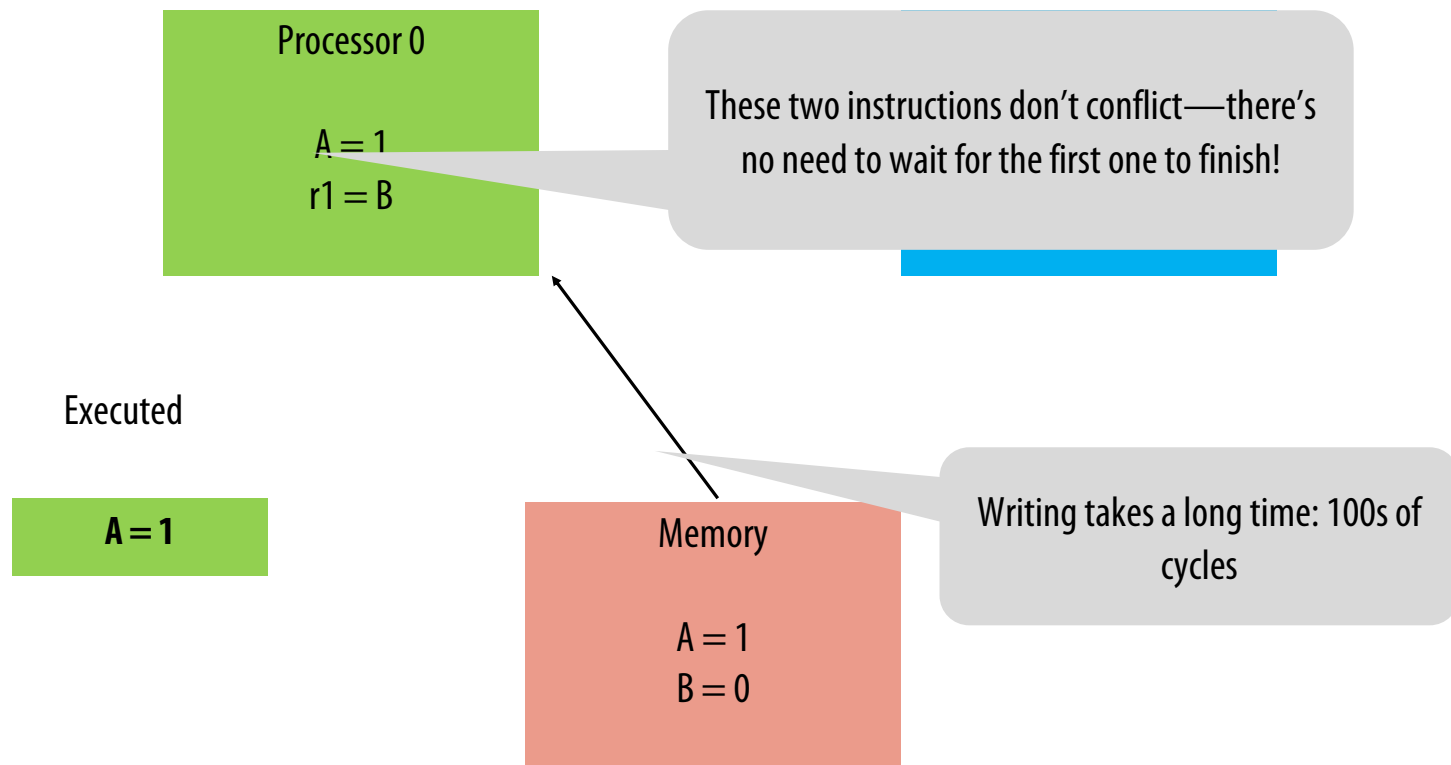 Processor 0
A = 1
r1 = B
These two instructions don’t conflict—there’s
no need to wait for the first one to finish!
Executed
A = 1
Memory
A = 1
B = 0
Writing takes a long time: 100s of
cycles